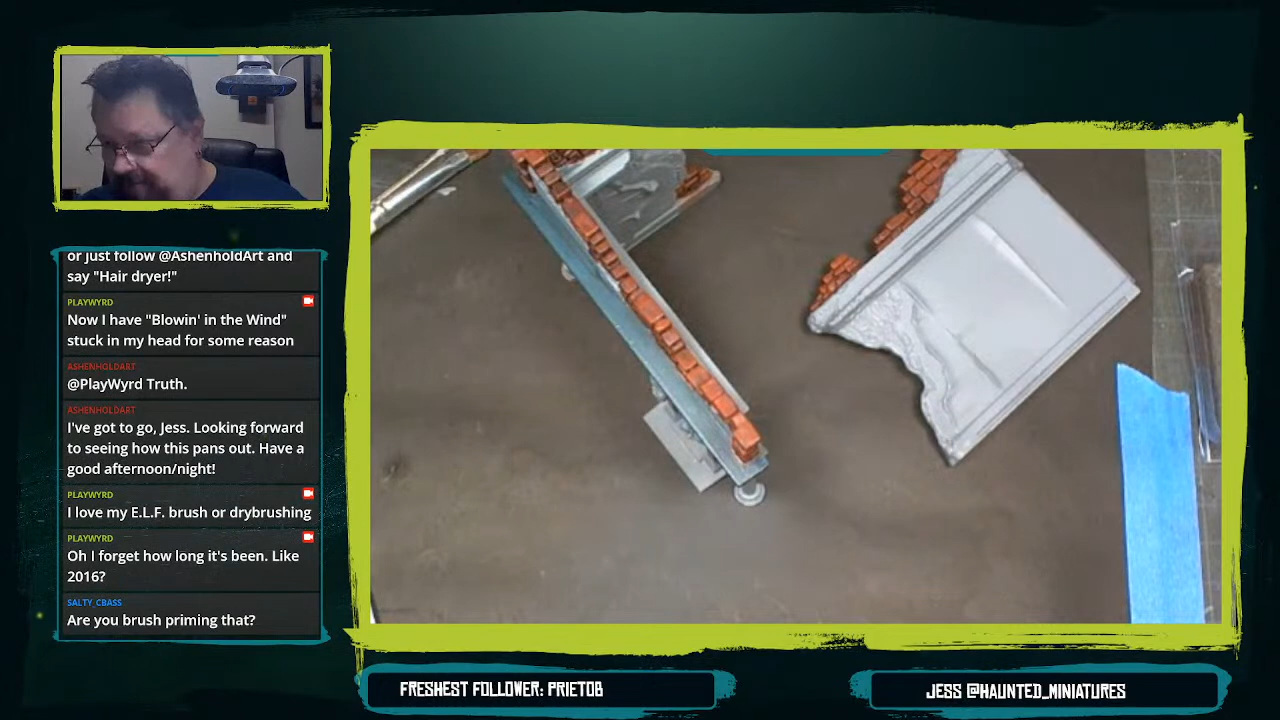 or just follow @AshenholdArt and
say "Hair dryer!"
PLAYWYRD
Now I have "Blowin' in the Wind"
stuck in my head for some reason
ASHENHOLDART
@PlayWyrd Truth.
ASHENHOLDART
I've got to go, Jess. Looking forward
to seeing how this pans out. Have a
good afternoon/night!
PLAYWYRD
I love my E.L.F. brush or drybrushing
PLAYWYRD
Oh I forget how long it's been. Like
2016?
SALTY_CBASS
Are you brush priming that?
FRESHEST FOLLOWER: PRIETOB
JESS @HAUNTED_MINIATURES